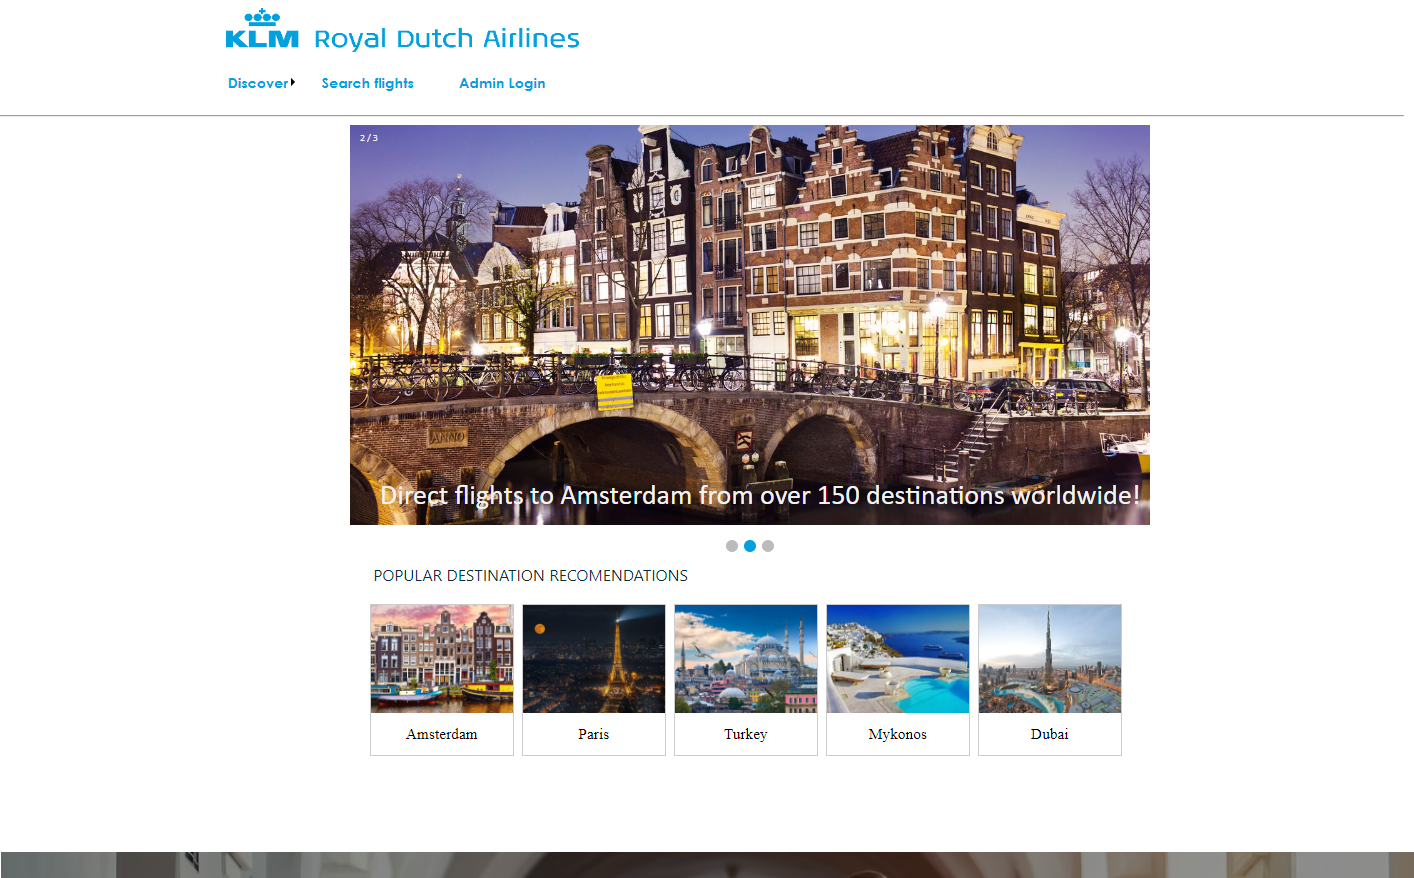 KLM Royal Dutch Airlines
Discover Search flights Admin Login
2 / 3
ANNO
Direct flights to Amsterdam from over 150 destinations worldwide!
POPULAR DESTINATION RECOMENDATIONS
Amsterdam Paris Turkey Mykonos Dubai